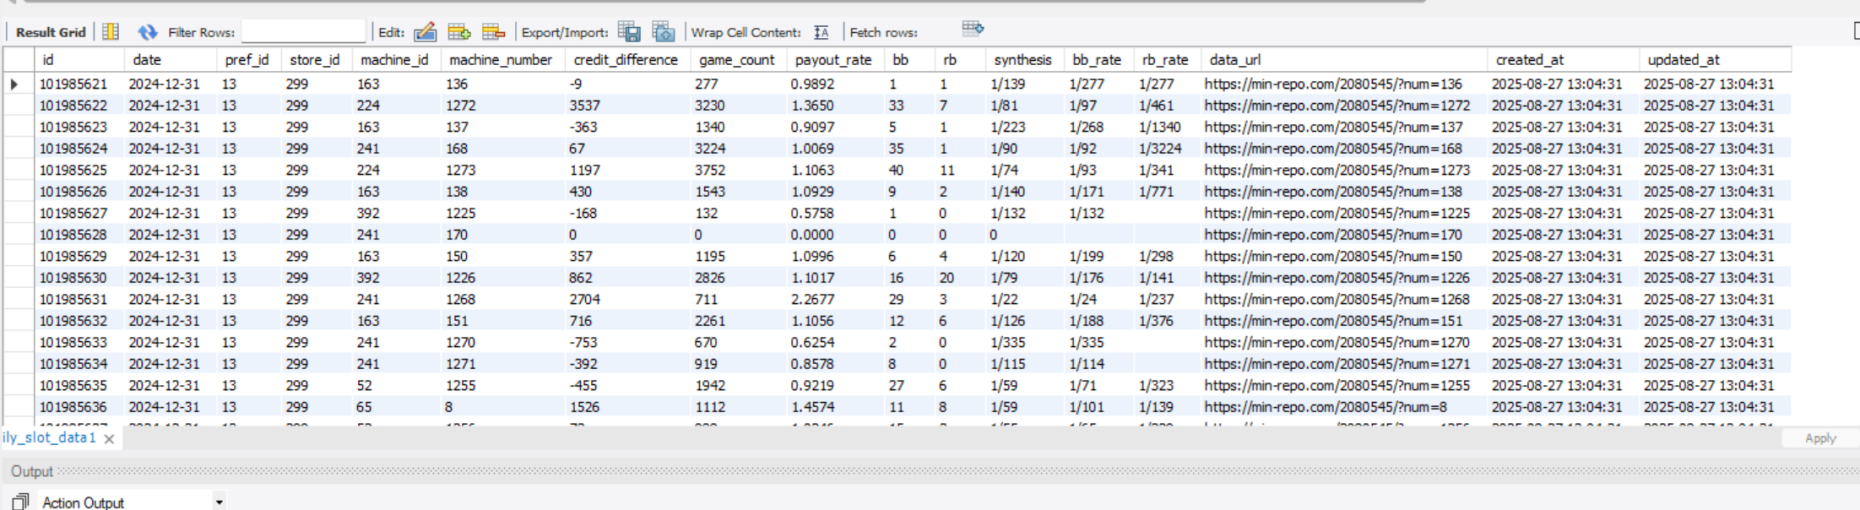 Result Grid Filter Rows: Edit: Export/Import: Wrap Cell Content: Fetch rows:
id date pref_id store_id machine_id machine_number credit_difference game_count payout_rate bb rb synthesis bb_rate rb_rate data_url created_at updated_at
101985621 2024-12-31 13 299 163 136 -9 277 0.9892 1 1 1/139 1/277 1/277 https://min-repo.com/2080545/?num=136 2025-08-27 13:04:31 2025-08-27 13:04:31
101985622 2024-12-31 13 299 224 1272 3537 3230 1.3650 33 7 1/81 1/97 1/461 https://min-repo.com/2080545/?num=1272 2025-08-27 13:04:31 2025-08-27 13:04:31
101985623 2024-12-31 13 299 163 137 -363 1340 0.9097 5 1 1/223 1/268 1/1340 https://min-repo.com/2080545/?num=137 2025-08-27 13:04:31 2025-08-27 13:04:31
101985624 2024-12-31 13 299 241 168 67 3224 1.0069 35 1 1/90 1/92 1/3224 https://min-repo.com/2080545/?num=168 2025-08-27 13:04:31 2025-08-27 13:04:31
101985625 2024-12-31 13 299 224 1273 1197 3752 1.1063 40 11 1/74 1/93 1/341 https://min-repo.com/2080545/?num=1273 2025-08-27 13:04:31 2025-08-27 13:04:31
101985626 2024-12-31 13 299 163 138 430 1543 1.0929 9 2 1/140 1/171 1/771 https://min-repo.com/2080545/?num=138 2025-08-27 13:04:31 2025-08-27 13:04:31
101985627 2024-12-31 13 299 392 1225 -168 132 0.5758 1 0 1/132 1/132 https://min-repo.com/2080545/?num=1225 2025-08-27 13:04:31 2025-08-27 13:04:31
101985628 2024-12-31 13 299 241 170 0 0 0.0000 0 0 0 https://min-repo.com/2080545/?num=170 2025-08-27 13:04:31 2025-08-27 13:04:31
101985629 2024-12-31 13 299 163 150 357 1195 1.0996 6 4 1/120 1/199 1/298 https://min-repo.com/2080545/?num=150 2025-08-27 13:04:31 2025-08-27 13:04:31
101985630 2024-12-31 13 299 392 1226 862 2826 1.1017 16 20 1/79 1/176 1/141 https://min-repo.com/2080545/?num=1226 2025-08-27 13:04:31 2025-08-27 13:04:31
101985631 2024-12-31 13 299 241 1268 2704 711 2.2677 29 3 1/22 1/24 1/237 https://min-repo.com/2080545/?num=1268 2025-08-27 13:04:31 2025-08-27 13:04:31
101985632 2024-12-31 13 299 163 151 716 2261 1.1056 12 6 1/126 1/188 1/376 https://min-repo.com/2080545/?num=151 2025-08-27 13:04:31 2025-08-27 13:04:31
101985633 2024-12-31 13 299 241 1270 -753 670 0.6254 2 0 1/335 1/335 https://min-repo.com/2080545/?num=1270 2025-08-27 13:04:31 2025-08-27 13:04:31
101985634 2024-12-31 13 299 241 1271 -392 919 0.8578 8 0 1/115 1/114 https://min-repo.com/2080545/?num=1271 2025-08-27 13:04:31 2025-08-27 13:04:31
101985635 2024-12-31 13 299 52 1255 -455 1942 0.9219 27 6 1/59 1/71 1/323 https://min-repo.com/2080545/?num=1255 2025-08-27 13:04:31 2025-08-27 13:04:31
101985636 2024-12-31 13 299 65 8 1526 1112 1.4574 11 8 1/59 1/101 1/139 https://min-repo.com/2080545/?num=8 2025-08-27 13:04:31 2025-08-27 13:04:31
ily_slot_data1
Apply
Output
Action Output